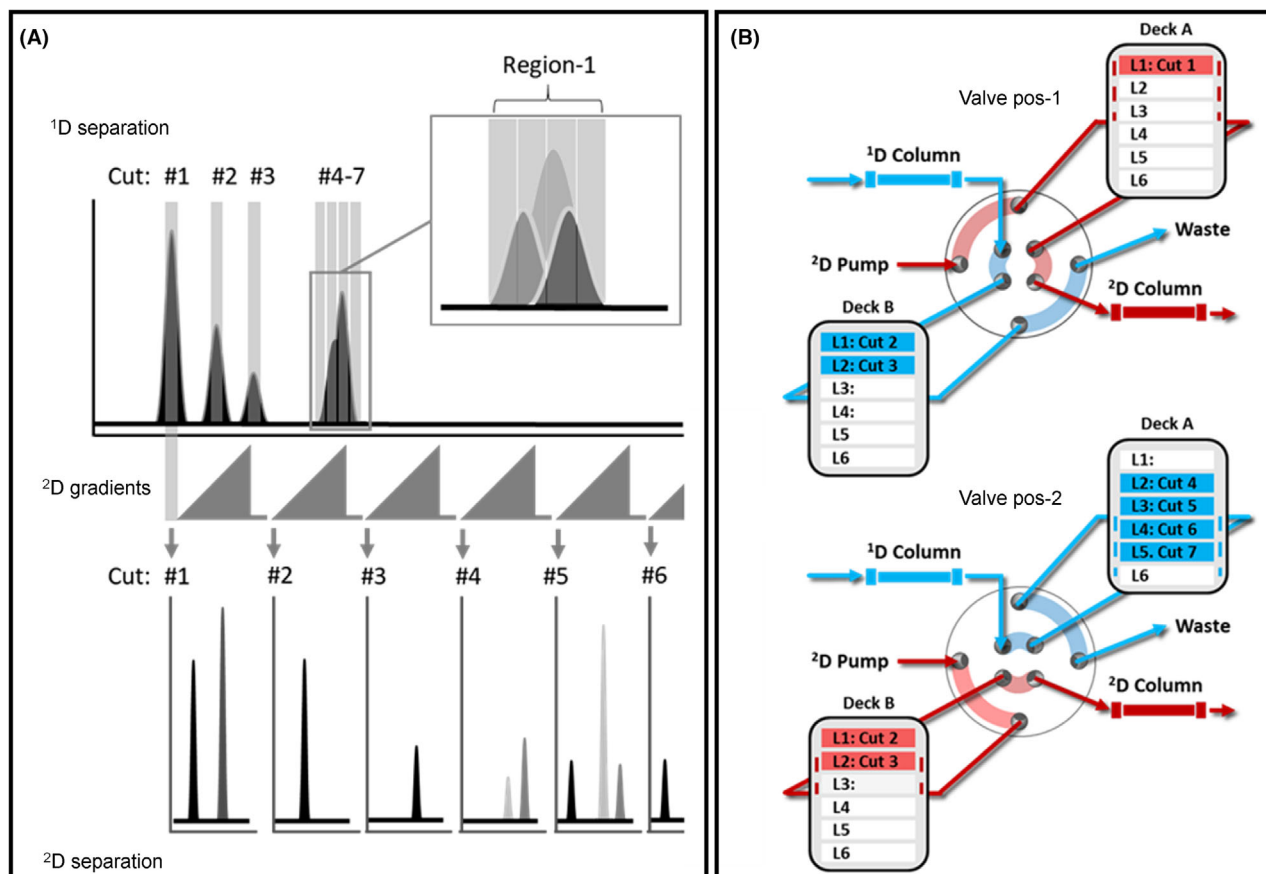 (A)
Region-1
¹D separation
Cut: #1 #2 #3 #4-7
²D gradients
Cut: #1 #2 #3 #4 #5 #6
²D separation
(B)
Deck A
L1: Cut 1
L2
L3
L4
L5
L6
Valve pos-1
¹D Column
Waste
²D Pump
²D Column
Deck B
L1: Cut 2
L2: Cut 3
L3:
L4:
L5
L6
Deck A
L1:
L2: Cut 4
L3: Cut 5
L4: Cut 6
L5. Cut 7
L6
Valve pos-2
¹D Column
Waste
²D Pump
²D Column
Deck B
L1: Cut 2
L2: Cut 3
L3:
L4
L5
L6